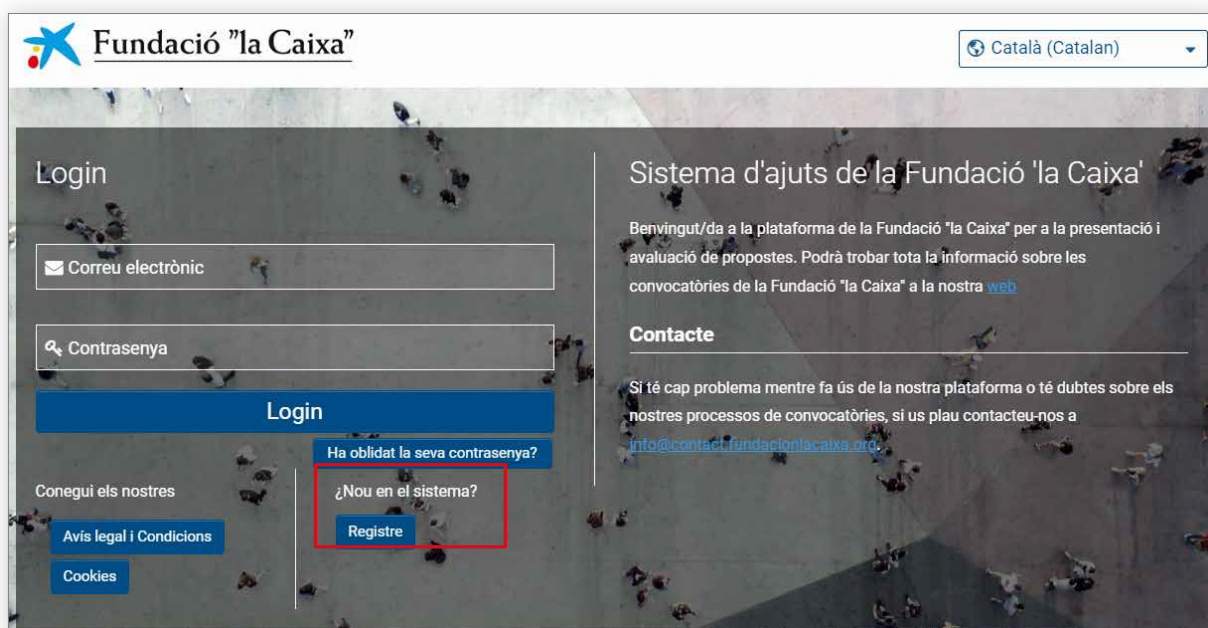 Fundació "la Caixa"
Català (Catalan)
Login
Correu electrònic
Contrasenya
Login
Ha oblidat la seva contrasenya?
Conegui els nostres
Avís legal i Condicions
Cookies
¿Nou en el sistema?
Registre
Sistema d'ajuts de la Fundació 'la Caixa'
Benvingut/da a la plataforma de la Fundació "la Caixa" per a la presentació i
avaluació de propostes. Podrà trobar tota la informació sobre les
convocatòries de la Fundació "la Caixa" a la nostra web
Contacte
Si té cap problema mentre fa ús de la nostra plataforma o té dubtes sobre els
nostres processos de convocatòries, si us plau contacteu-nos a
info@contact.fundacionlacaixa.org.